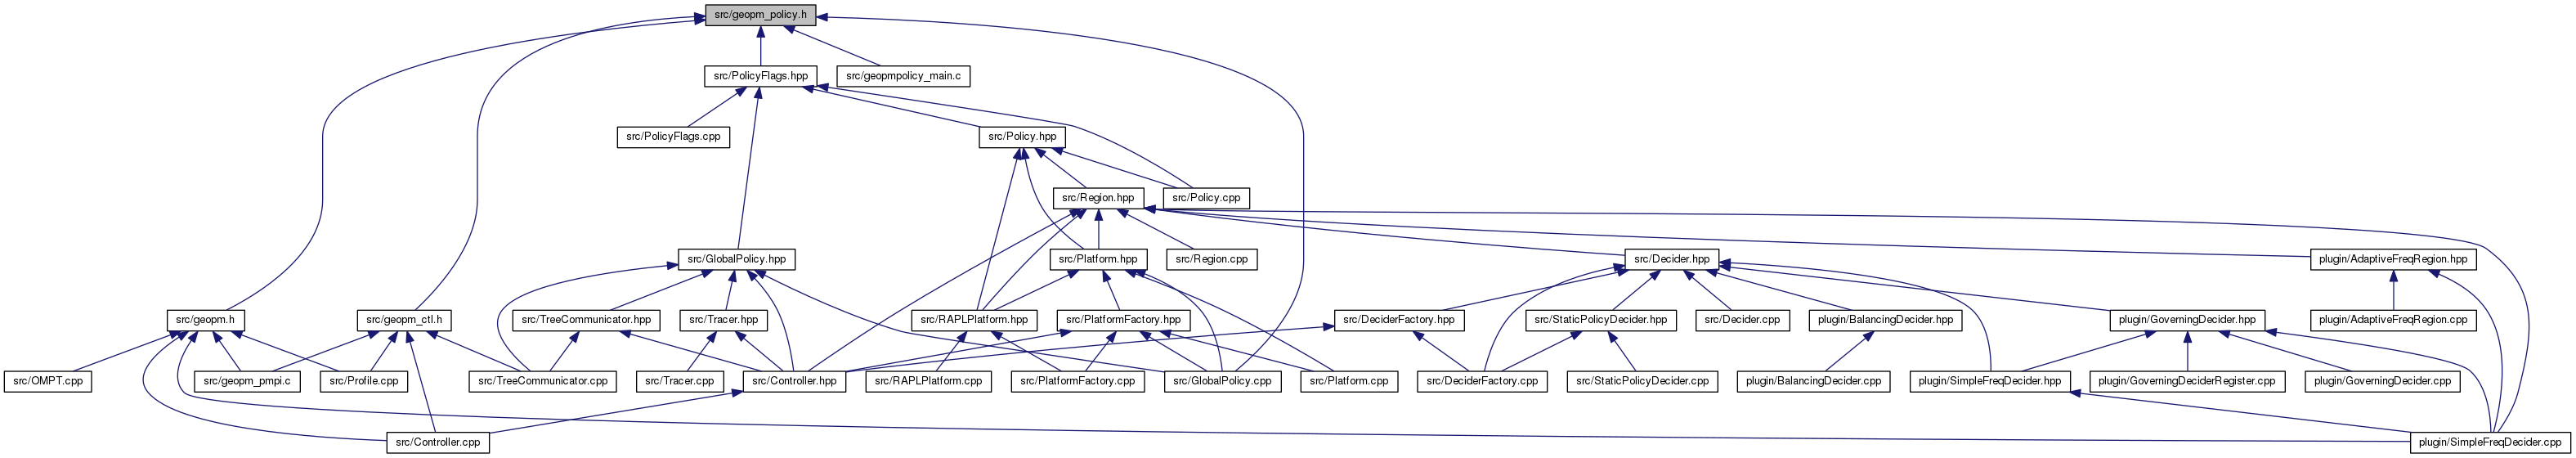 src/geopm_policy.h
src/PolicyFlags.hpp
src/geopmpolicy_main.c
src/PolicyFlags.cpp
src/Policy.hpp
src/Region.hpp
src/Policy.cpp
src/GlobalPolicy.hpp
src/Platform.hpp
src/Region.cpp
src/Decider.hpp
plugin/AdaptiveFreqRegion.hpp
src/geopm.h
src/geopm_ctl.h
src/TreeCommunicator.hpp
src/Tracer.hpp
src/RAPLPlatform.hpp
src/PlatformFactory.hpp
src/DeciderFactory.hpp
src/StaticPolicyDecider.hpp
src/Decider.cpp
plugin/BalancingDecider.hpp
plugin/GoverningDecider.hpp
plugin/AdaptiveFreqRegion.cpp
src/OMPT.cpp
src/geopm_pmpi.c
src/Profile.cpp
src/TreeCommunicator.cpp
src/Tracer.cpp
src/Controller.hpp
src/RAPLPlatform.cpp
src/PlatformFactory.cpp
src/GlobalPolicy.cpp
src/Platform.cpp
src/DeciderFactory.cpp
src/StaticPolicyDecider.cpp
plugin/BalancingDecider.cpp
plugin/SimpleFreqDecider.hpp
plugin/GoverningDeciderRegister.cpp
plugin/GoverningDecider.cpp
src/Controller.cpp
plugin/SimpleFreqDecider.cpp